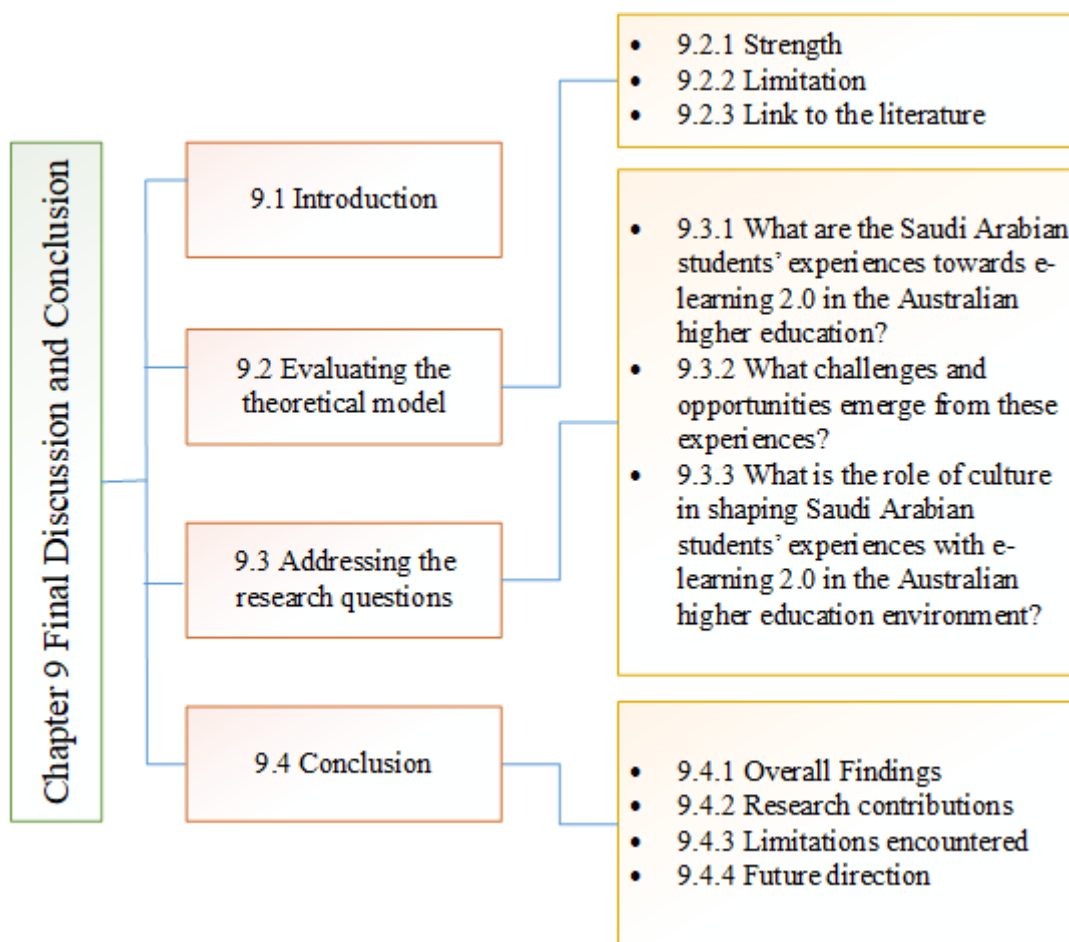 Chapter 9 Final Discussion and Conclusion
9.1 Introduction
9.2 Evaluating the
theoretical model
• 9.2.1 Strength
• 9.2.2 Limitation
• 9.2.3 Link to the literature
9.3 Addressing the
research questions
• 9.3.1 What are the Saudi Arabian
students’ experiences towards e-
learning 2.0 in the Australian
higher education?
• 9.3.2 What challenges and
opportunities emerge from these
experiences?
• 9.3.3 What is the role of culture
in shaping Saudi Arabian
students’ experiences with e-
learning 2.0 in the Australian
higher education environment?
9.4 Conclusion
• 9.4.1 Overall Findings
• 9.4.2 Research contributions
• 9.4.3 Limitations encountered
• 9.4.4 Future direction